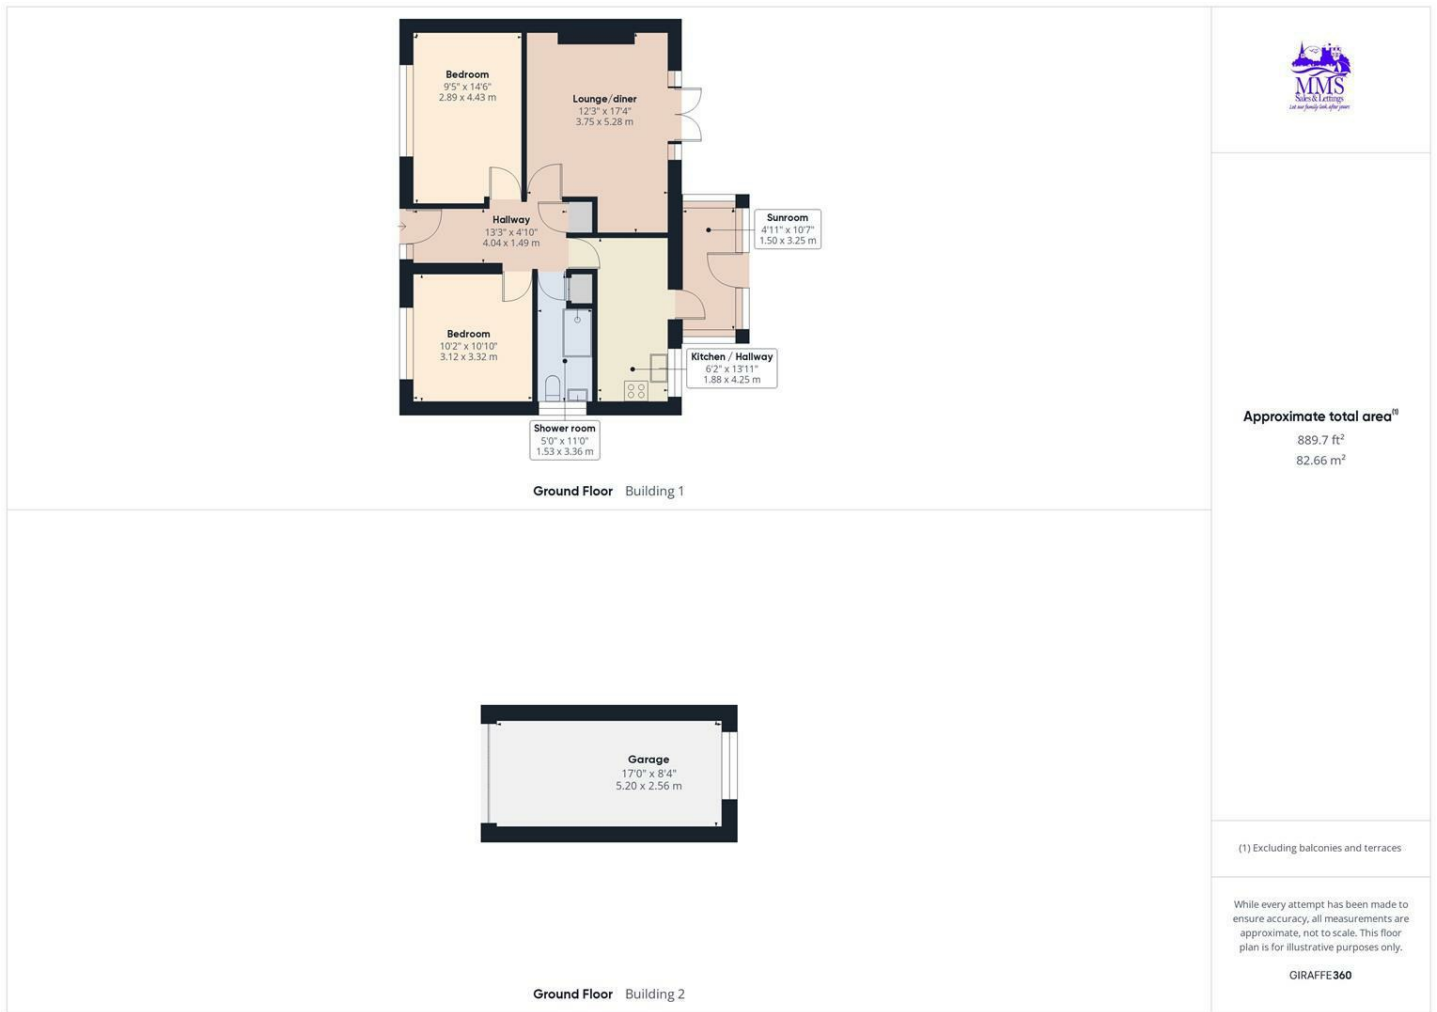 Bedroom
9'5" x 14'6"
2.89 x 4.43 m
Lounge/diner
12'3" x 17'4"
3.75 x 5.28 m
Hallway
13'3" x 4'10"
4.04 x 1.49 m
Sunroom
4'11" x 10'7"
1.50 x 3.25 m
Bedroom
10'2" x 10'10"
3.12 x 3.32 m
Kitchen / Hallway
6'2" x 13'11"
1.88 x 4.25 m
Shower room
5'0" x 11'0"
1.53 x 3.36 m
Ground Floor Building 1
Garage
17'0" x 8'4"
5.20 x 2.56 m
Ground Floor Building 2
MMS
Sales & Lettings
Let our family look after yours
Approximate total area(1)
889.7 ft²
82.66 m²
(1) Excluding balconies and terraces
While every attempt has been made to
ensure accuracy, all measurements are
approximate, not to scale. This floor
plan is for illustrative purposes only.
GIRAFFE360